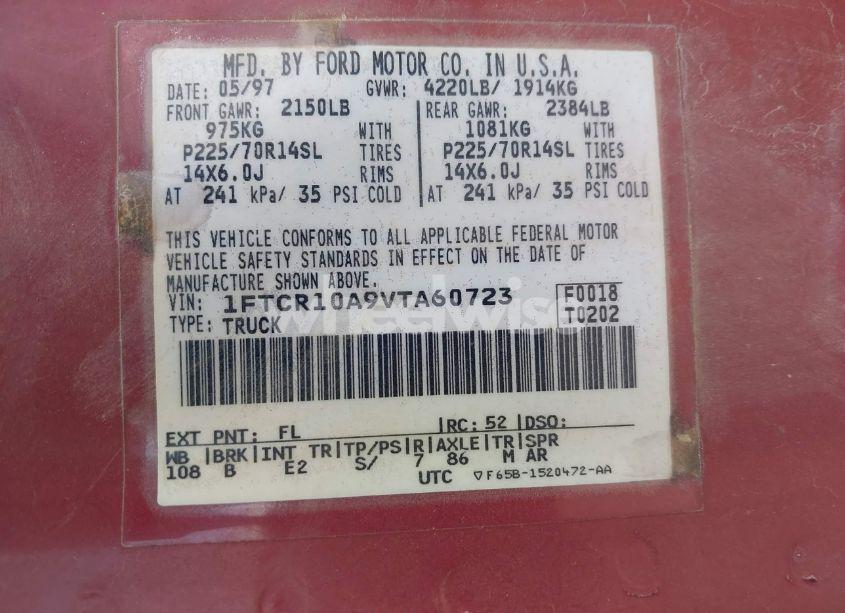 MFD. BY FORD MOTOR CO. IN U.S.A.
DATE: 05/97 GVWR: 4220LB/ 1914KG
FRONT GAWR: 2150LB REAR GAWR: 2384LB
975KG WITH 1081KG WITH
P225/70R14SL TIRES P225/70R14SL TIRES
14X6.0J RIMS 14X6.0J RIMS
AT 241 kPa/ 35 PSI COLD AT 241 kPa/ 35 PSI COLD
THIS VEHICLE CONFORMS TO ALL APPLICABLE FEDERAL MOTOR
VEHICLE SAFETY STANDARDS IN EFFECT ON THE DATE OF
MANUFACTURE SHOWN ABOVE.
VIN: 1FTCR10A9VTA60723 F0018
TYPE: TRUCK T0202
wheelwise
EXT PNT: FL RC: 52 DSO:
WB BRK INT TR TP/PS R AXLE TR SPR
108 B E2 S/ 7 86 M AR
UTC ▽F65B-1520472-AA